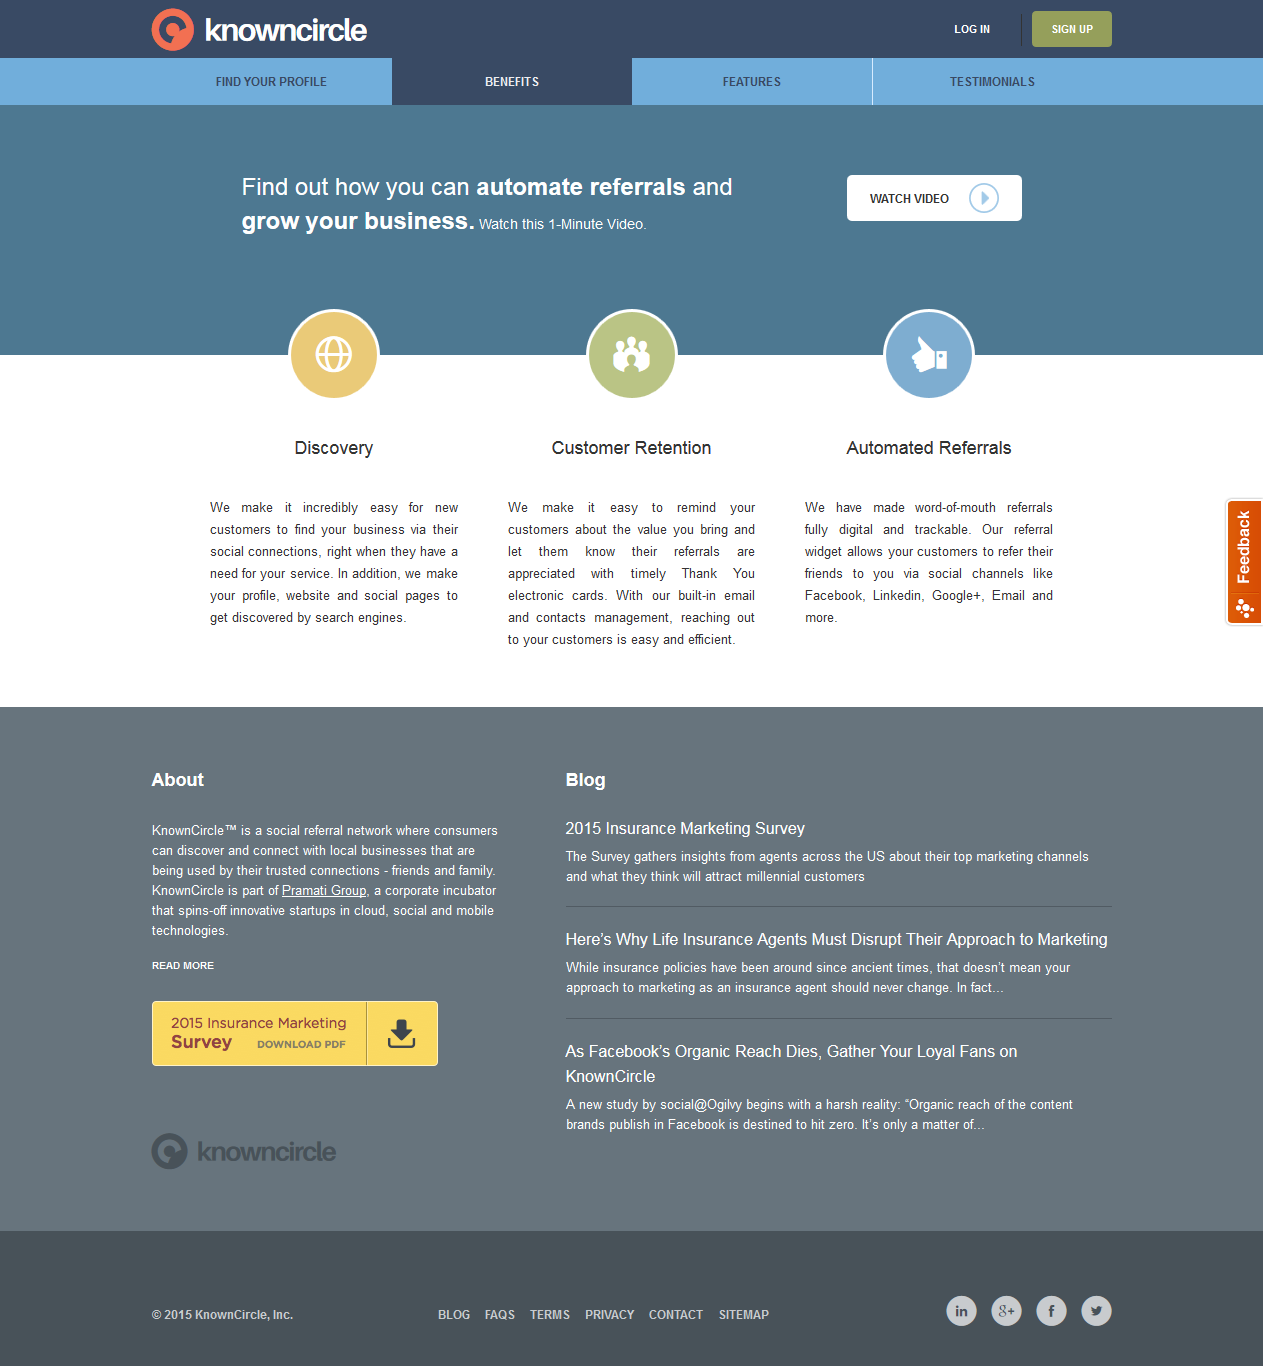 knowncircle
LOG IN
SIGN UP
FIND YOUR PROFILE
BENEFITS
FEATURES
TESTIMONIALS
Find out how you can automate referrals and
grow your business. Watch this 1-Minute Video.
WATCH VIDEO
Discovery
We make it incredibly easy for new
customers to find your business via their
social connections, right when they have a
need for your service. In addition, we make
your profile, website and social pages to
get discovered by search engines.
Customer Retention
We make it easy to remind your
customers about the value you bring and
let them know their referrals are
appreciated with timely Thank You
electronic cards. With our built-in email
and contacts management, reaching out
to your customers is easy and efficient.
Automated Referrals
We have made word-of-mouth referrals
fully digital and trackable. Our referral
widget allows your customers to refer their
friends to you via social channels like
Facebook, Linkedin, Google+, Email and
more.
Feedback
About
KnownCircle™ is a social referral network where consumers
can discover and connect with local businesses that are
being used by their trusted connections - friends and family.
KnownCircle is part of Pramati Group, a corporate incubator
that spins-off innovative startups in cloud, social and mobile
technologies.
READ MORE
2015 Insurance Marketing
Survey DOWNLOAD PDF
knowncircle
Blog
2015 Insurance Marketing Survey
The Survey gathers insights from agents across the US about their top marketing channels
and what they think will attract millennial customers
Here’s Why Life Insurance Agents Must Disrupt Their Approach to Marketing
While insurance policies have been around since ancient times, that doesn’t mean your
approach to marketing as an insurance agent should never change. In fact...
As Facebook’s Organic Reach Dies, Gather Your Loyal Fans on
KnownCircle
A new study by social@Ogilvy begins with a harsh reality: “Organic reach of the content
brands publish in Facebook is destined to hit zero. It’s only a matter of...
© 2015 KnownCircle, Inc.
BLOG FAQS TERMS PRIVACY CONTACT SITEMAP
in g+ f